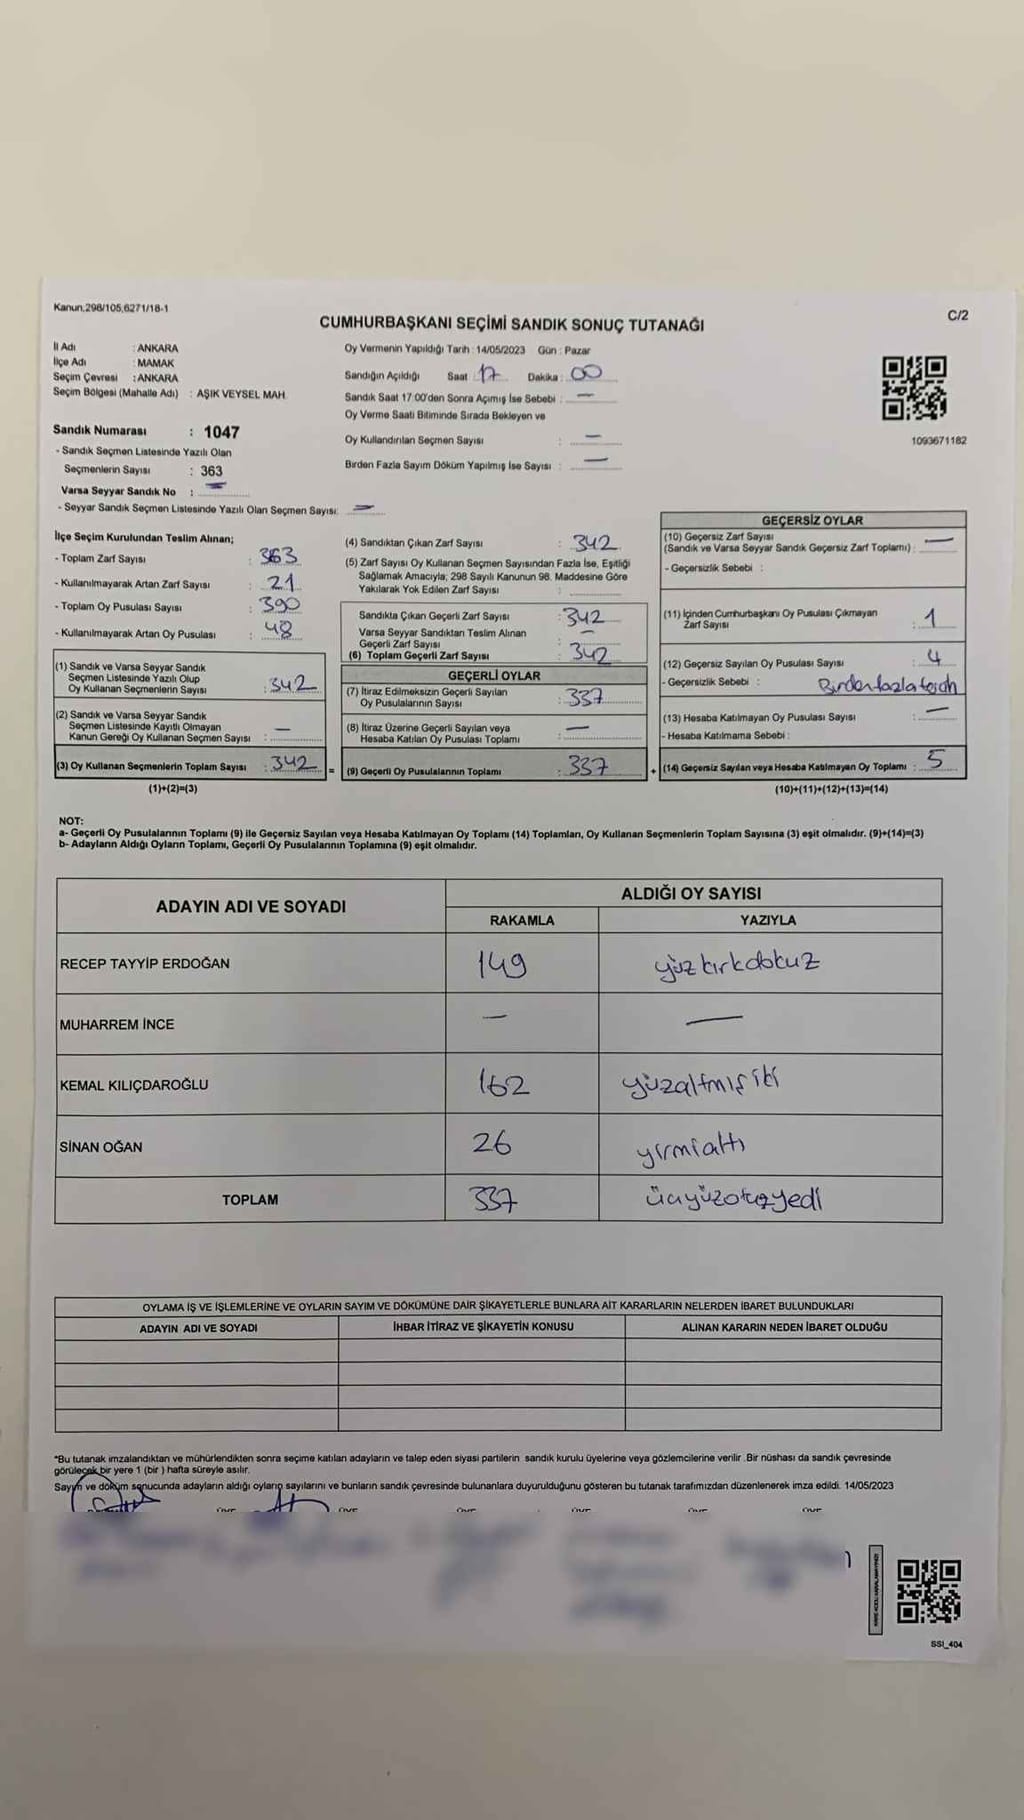 Kanun.298/105,6271/18-1
C/2
CUMHURBAŞKANI SEÇİMİ SANDIK SONUÇ TUTANAĞI
İl Adı : ANKARA
İlçe Adı : MAMAK
Seçim Çevresi : ANKARA
Seçim Bölgesi (Mahalle Adı) : AŞIK VEYSEL MAH.
Sandık Numarası : 1047
- Sandık Seçmen Listesinde Yazılı Olan
Seçmenlerin Sayısı : 363
Varsa Seyyar Sandık No : —
- Seyyar Sandık Seçmen Listesinde Yazılı Olan Seçmen Sayısı: —
Oy Vermenin Yapıldığı Tarih : 14/05/2023 Gün : Pazar
Sandığın Açıldığı Saat : 17 Dakika : 00
Sandık Saat 17:00'den Sonra Açımış İse Sebebi : —
Oy Verme Saati Bitiminde Sırada Bekleyen ve
Oy Kullandırılan Seçmen Sayısı : —
Birden Fazla Sayım Döküm Yapılmış İse Sayısı : —
1093671182
İlçe Seçim Kurulundan Teslim Alınan;
- Toplam Zarf Sayısı : 363
- Kullanılmayarak Artan Zarf Sayısı : 21
- Toplam Oy Pusulası Sayısı : 390
- Kullanılmayarak Artan Oy Pusulası : 48
(1) Sandık ve Varsa Seyyar Sandık
Seçmen Listesinde Yazılı Olup
Oy Kullanan Seçmenlerin Sayısı : 342
(2) Sandık ve Varsa Seyyar Sandık
Seçmen Listesinde Kayıtlı Olmayan
Kanun Gereği Oy Kullanan Seçmen Sayısı : —
(3) Oy Kullanan Seçmenlerin Toplam Sayısı : 342 =
(1)+(2)=(3)
(4) Sandıktan Çıkan Zarf Sayısı : 342
(5) Zarf Sayısı Oy Kullanan Seçmen Sayısından Fazla İse, Eşitliği
Sağlamak Amacıyla; 298 Sayılı Kanunun 98. Maddesine Göre
Yakılarak Yok Edilen Zarf Sayısı :
Sandıkta Çıkan Geçerli Zarf Sayısı : 342
Varsa Seyyar Sandıktan Teslim Alınan
Geçerli Zarf Sayısı : —
(6) Toplam Geçerli Zarf Sayısı : 342
GEÇERLİ OYLAR
(7) İtiraz Edilmeksizin Geçerli Sayılan
Oy Pusulalarının Sayısı : 337
(8) İtiraz Üzerine Geçerli Sayılan veya
Hesaba Katılan Oy Pusulası Toplamı : —
(9) Geçerli Oy Pusulalarının Toplamı : 337 +
GEÇERSİZ OYLAR
(10) Geçersiz Zarf Sayısı
(Sandık ve Varsa Seyyar Sandık Geçersiz Zarf Toplamı) : —
- Geçersizlik Sebebi :
(11) İçinden Cumhurbaşkanı Oy Pusulası Çıkmayan
Zarf Sayısı : 1
(12) Geçersiz Sayılan Oy Pusulası Sayısı : 4
- Geçersizlik Sebebi : Birden fazla tercih
(13) Hesaba Katılmayan Oy Pusulası Sayısı : —
- Hesaba Katılmama Sebebi :
(14) Geçersiz Sayılan veya Hesaba Katılmayan Oy Toplamı : 5
(10)+(11)+(12)+(13)=(14)
NOT:
a- Geçerli Oy Pusulalarının Toplamı (9) ile Geçersiz Sayılan veya Hesaba Katılmayan Oy Toplamı (14) Toplamları, Oy Kullanan Seçmenlerin Toplam Sayısına (3) eşit olmalıdır. (9)+(14)=(3)
b- Adayların Aldığı Oyların Toplamı, Geçerli Oy Pusulalarının Toplamına (9) eşit olmalıdır.
ADAYIN ADI VE SOYADI ALDIĞI OY SAYISI
RAKAMLA YAZIYLA
RECEP TAYYİP ERDOĞAN 149 yüzkırkdokuz
MUHARREM İNCE — —
KEMAL KILIÇDAROĞLU 162 yüzaltmışiki
SİNAN OĞAN 26 yirmialtı
TOPLAM 337 üçyüzotuzyedi
OYLAMA İŞ VE İŞLEMLERİNE VE OYLARIN SAYIM VE DÖKÜMÜNE DAİR ŞİKAYETLERLE BUNLARA AİT KARARLARIN NELERDEN İBARET BULUNDUKLARI
ADAYIN ADI VE SOYADI İHBAR İTİRAZ VE ŞİKAYETİN KONUSU ALINAN KARARIN NEDEN İBARET OLDUĞU
*Bu tutanak imzalandıktan ve mühürlendikten sonra seçime katılan adayların ve talep eden siyasi partilerin sandık kurulu üyelerine veya gözlemcilerine verilir .Bir nüshası da sandık çevresinde
görülecek bir yere 1 (bir ) hafta süreyle asılır.
Sayım ve döküm sonucunda adayların aldığı oyların sayılarını ve bunların sandık çevresinde bulunanlara duyurulduğunu gösteren bu tutanak tarafımızdan düzenlenerek imza edildi. 14/05/2023
SSI_404